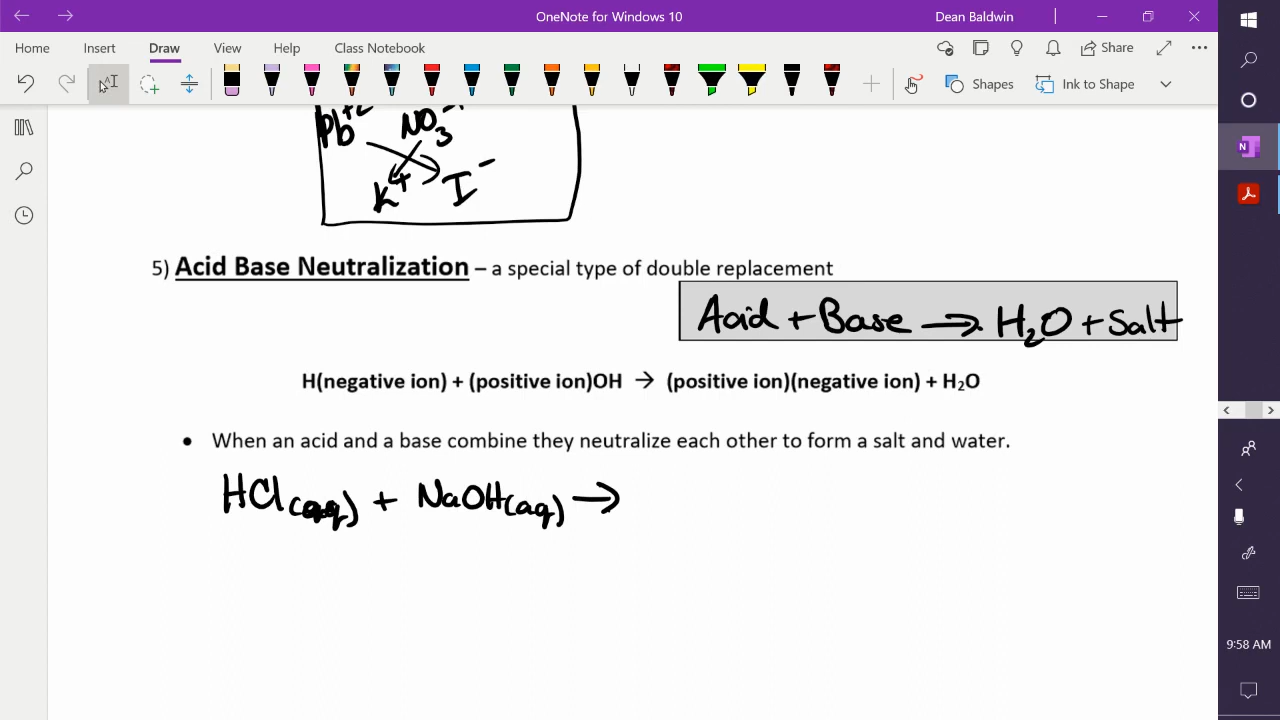 OneNote for Windows 10
Dean Baldwin
Home Insert Draw View Help Class Notebook Share
Shapes Ink to Shape
Pb+2 NO3-1
K+ I-
5) Acid Base Neutralization – a special type of double replacement
Acid + Base → H2O + Salt
H(negative ion) + (positive ion)OH → (positive ion)(negative ion) + H₂O
• When an acid and a base combine they neutralize each other to form a salt and water.
HCl(aq) + NaOH(aq) →
9:58 AM